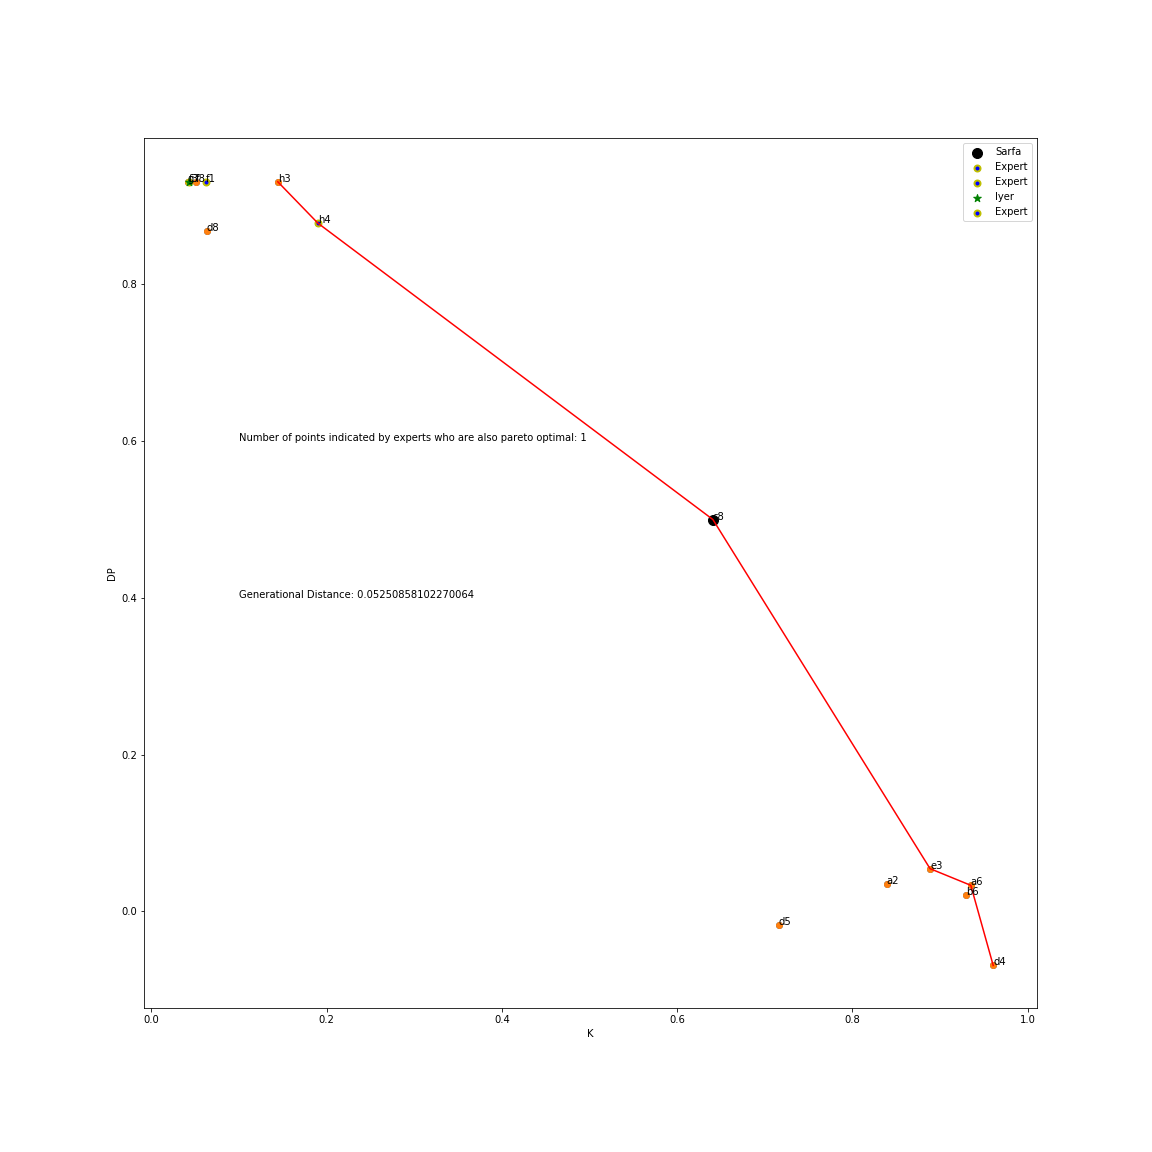 Sarfa
Expert
Expert
Iyer
Expert
f1
h3
h4
d8
0.8
0.6
Number of points indicated by experts who are also pareto optimal: 1
DP
0.4
Generational Distance: 0.05250858102270064
0.2
e3
a2
a6
b6
0.0
d5
d4
0.0
0.2
0.4
0.6
0.8
1.0
K